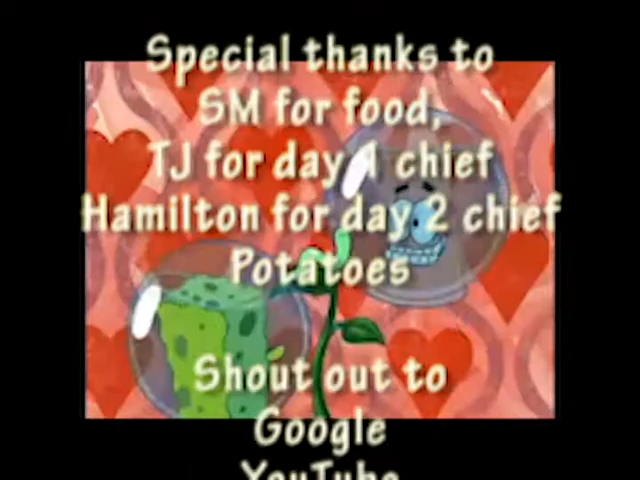 Special thanks to
SM for food,
TJ for day 1 chief
Hamilton for day 2 chief
Potatoes
Shout out to
Google
YouTube